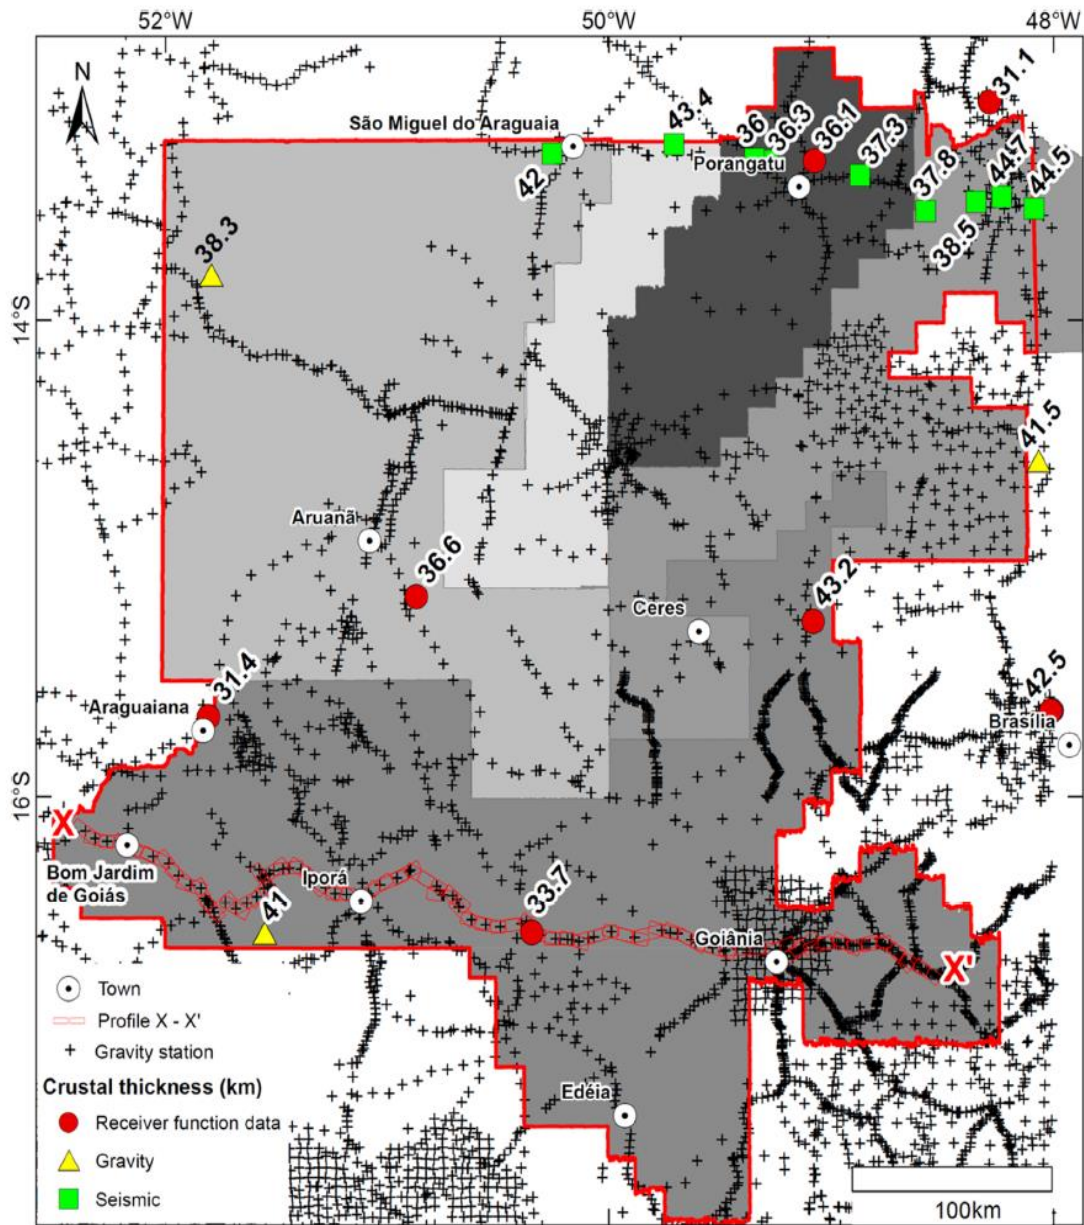 52°W
50°W
48°W
N
São Miguel do Araguaia
43.4
36
36.3
36.1
37.3
31.1
Porangatu
42
37.8
38.5
44.7
44.5
38.3
14°S
41.5
Aruanã
36.6
43.2
Ceres
31.4
Araguaiana
42.5
Brasília
16°S
X
Bom Jardim
de Goiás
Iporá
41
33.7
Goiânia
X'
Town
Profile X - X'
Gravity station
Crustal thickness (km)
Edéia
Receiver function data
Gravity
Seismic
100km